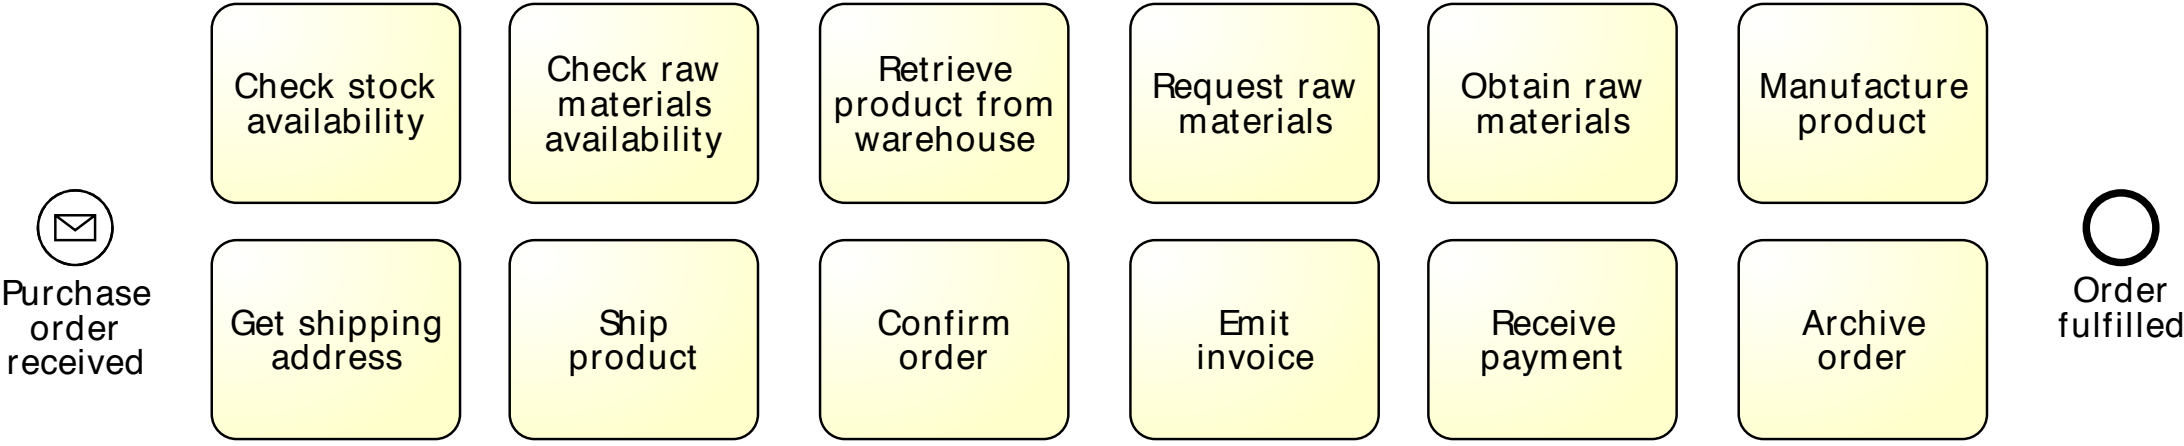 Purchase
order
received
Check stock
availability
Check raw
materials
availability
Retrieve
product from
warehouse
Request raw
materials
Obtain raw
materials
Manufacture
product
Get shipping
address
Ship
product
Confirm
order
Emit
invoice
Receive
payment
Archive
order
Order
fulfilled